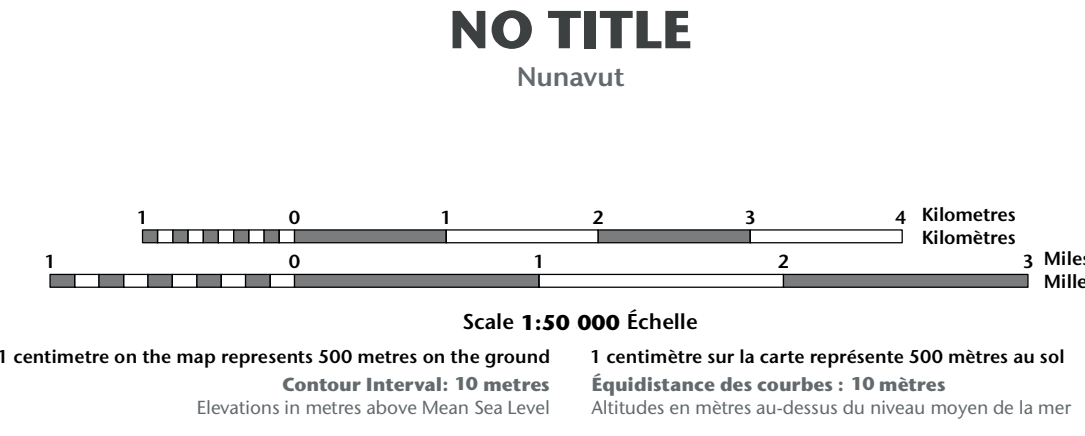 NO TITLE
Nunavut
1 0 1 2 3 4 Kilometres
Kilomètres
1 0 1 2 3 Miles
Mille
Scale 1:50 000 Échelle
1 centimetre on the map represents 500 metres on the ground
1 centimètre sur la carte représente 500 mètres au sol
Contour Interval: 10 metres
Équidistance des courbes : 10 mètres
Elevations in metres above Mean Sea Level
Altitudes en mètres au-dessus du niveau moyen de la mer